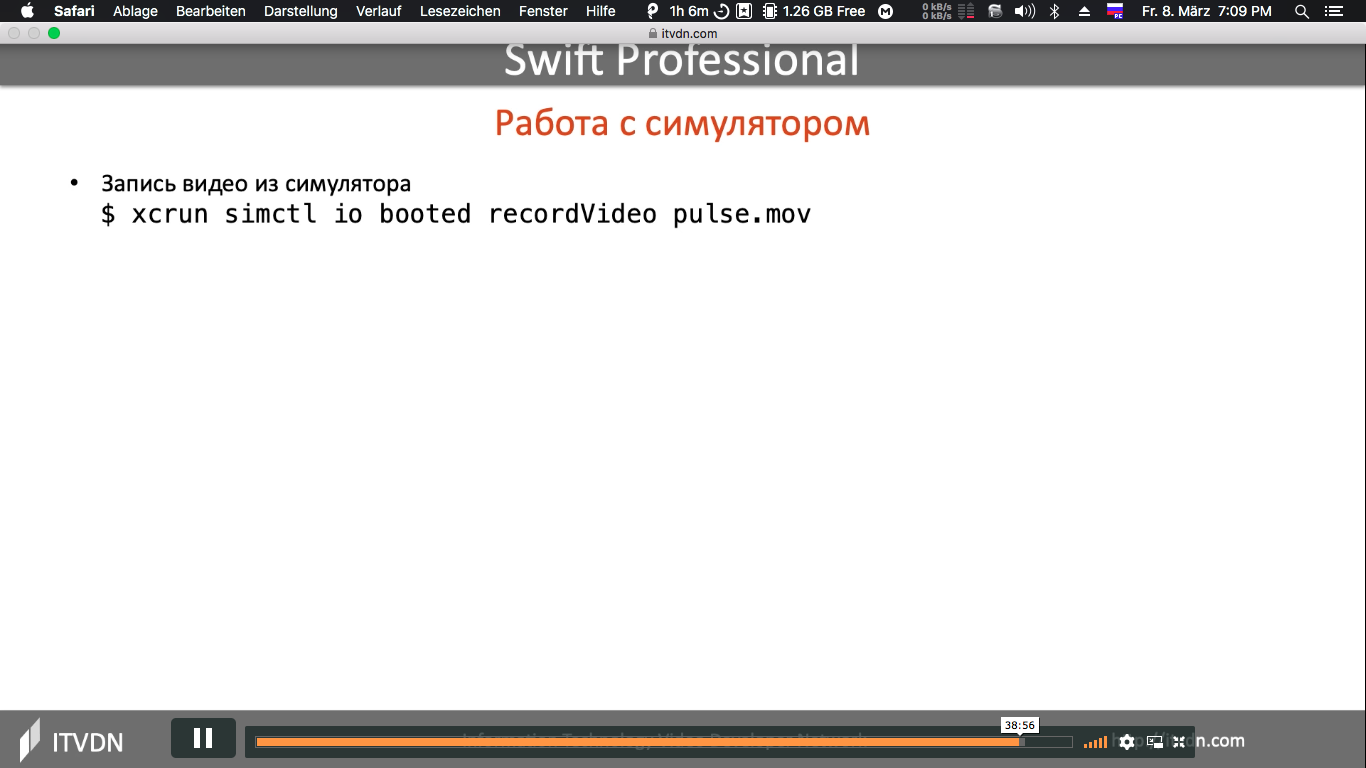 Safari Ablage Bearbeiten Darstellung Verlauf Lesezeichen Fenster Hilfe 1h 6m 1.26 GB Free 0 kB/s 0 kB/s Fr. 8. März 7:09 PM
itvdn.com
Swift Professional
Работа с симулятором
• Запись видео из симулятора
$ xcrun simctl io booted recordVideo pulse.mov
38:56
ITVDN Information Technology Video Developer Network http://itvdn.com